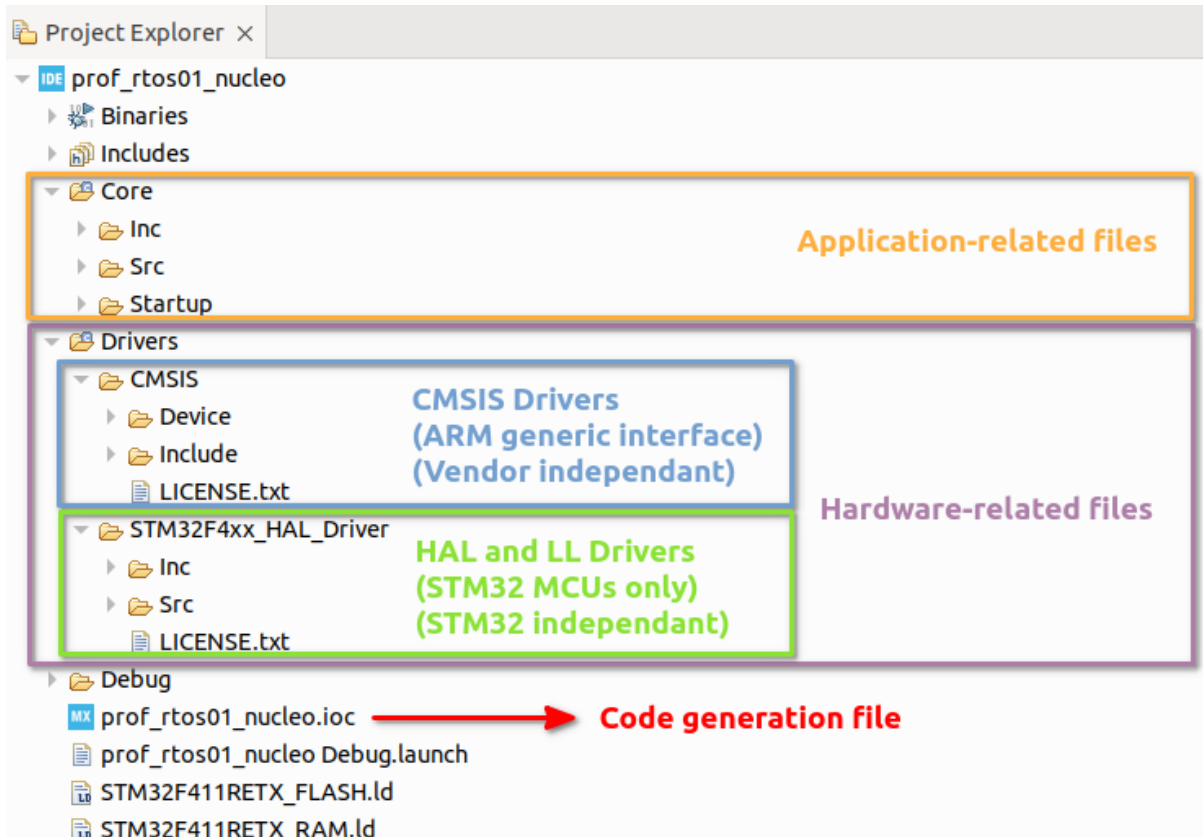 Project Explorer
IDE prof_rtos01_nucleo
Binaries
Includes
Core
Inc
Src
Startup
Application-related files
Drivers
CMSIS
Device
Include
LICENSE.txt
CMSIS Drivers
(ARM generic interface)
(Vendor independant)
STM32F4xx_HAL_Driver
Inc
Src
LICENSE.txt
HAL and LL Drivers
(STM32 MCUs only)
(STM32 independant)
Hardware-related files
Debug
MX prof_rtos01_nucleo.ioc
Code generation file
prof_rtos01_nucleo Debug.launch
STM32F411RETX_FLASH.ld
STM32F411RETX_RAM.ld